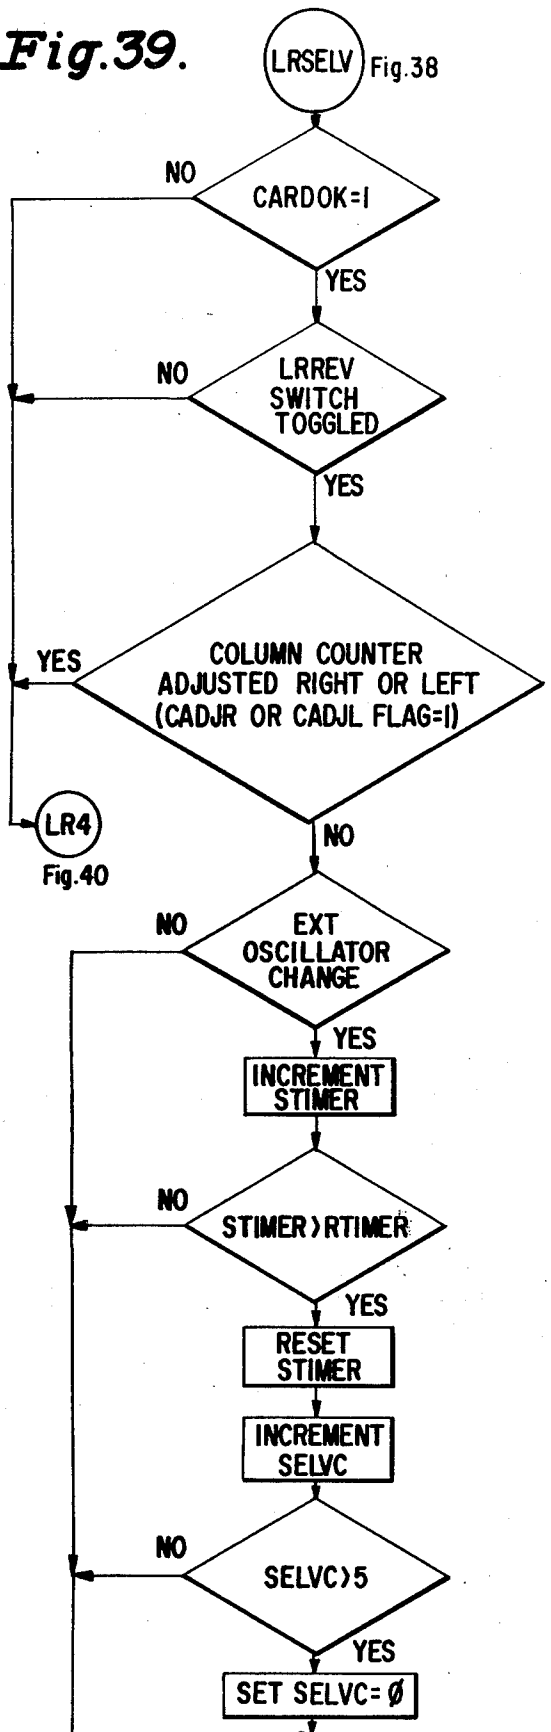 Fig.39.
LRSELV
Fig.38
NO
CARDOK=1
YES
NO
LRREV
SWITCH
TOGGLED
YES
YES
COLUMN COUNTER
ADJUSTED RIGHT OR LEFT
(CADJR OR CADJL FLAG=1)
LR4
Fig.40
NO
NO
EXT
OSCILLATOR
CHANGE
YES
INCREMENT
STIMER
NO
STIMER>RTIMER
YES
RESET
STIMER
INCREMENT
SELVC
NO
SELVC>5
YES
SET SELVC=Ø